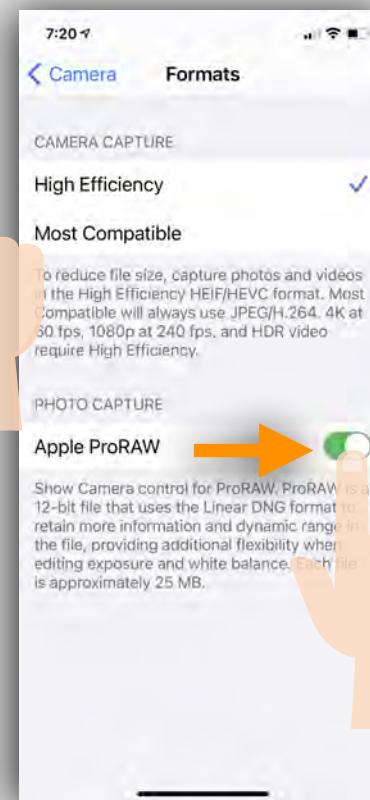 7:20
Camera
Formats
CAMERA CAPTURE
High Efficiency
Most Compatible
To reduce file size, capture photos and videos
in the High Efficiency HEIF/HEVC format. Most
Compatible will always use JPEG/H.264. 4K at
60 fps, 1080p at 240 fps, and HDR video
require High Efficiency.
PHOTO CAPTURE
Apple ProRAW
Show Camera control for ProRAW. ProRAW is a
12-bit file that uses the Linear DNG format to
retain more information and dynamic range in
the file, providing additional flexibility when
editing exposure and white balance. Each file
is approximately 25 MB.